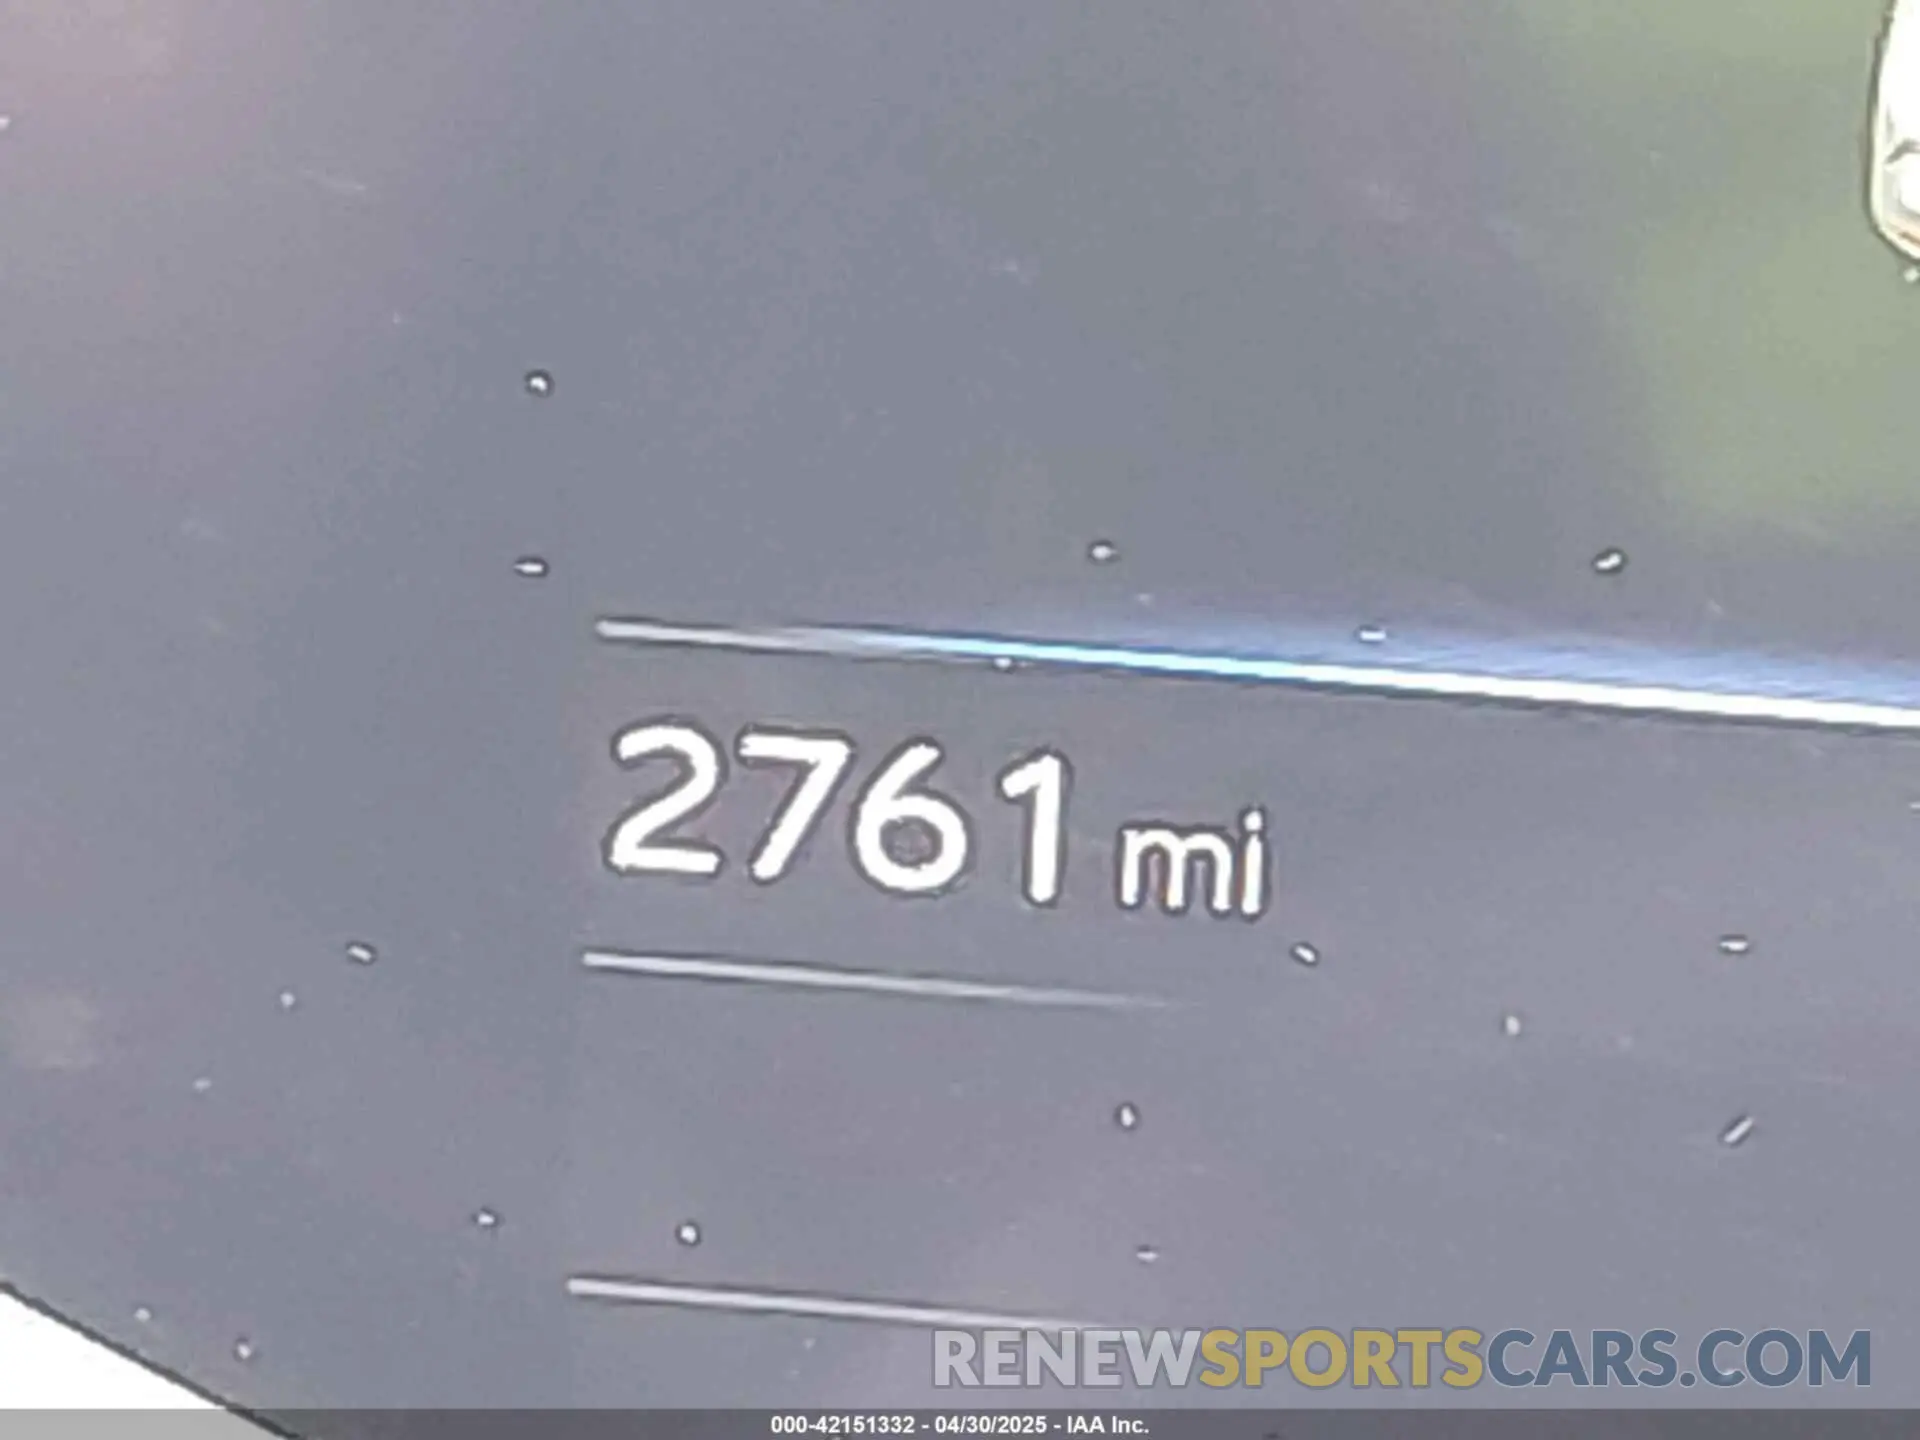 2761 mi
RENEWSPORTSCARS.COM
000-42151332 - 04/30/2025 - IAA Inc.